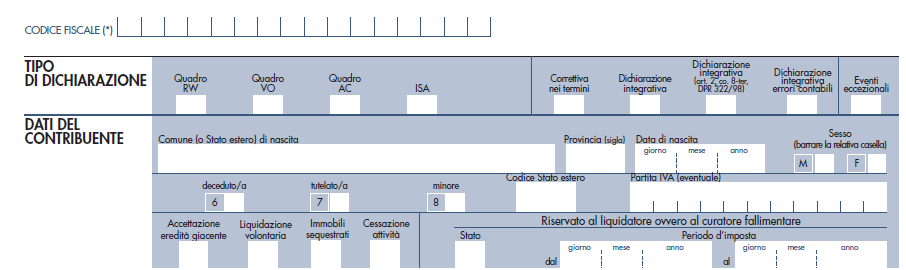 CODICE FISCALE (*)
TIPO
DI DICHIARAZIONE
Quadro
RW
Quadro
VO
Quadro
AC
ISA
Correttiva
nei termini
Dichiarazione
integrativa
Dichiarazione
integrativa
(art. 2, co. 8-ter,
DPR 322/98)
Dichiarazione
integrativa
errori contabili
Eventi
eccezionali
DATI DEL
CONTRIBUENTE
Comune (o Stato estero) di nascita
Provincia (sigla)
Data di nascita
giorno mese anno
Sesso
(barrare la relativa casella)
M F
deceduto/a
6
tutelato/a
7
minore
8
Codice Stato estero
Partita IVA (eventuale)
Accettazione
eredità giacente
Liquidazione
volontaria
Immobili
sequestrati
Cessazione
attività
Riservato al liquidatore ovvero al curatore fallimentare
Stato
Periodo d'imposta
giorno mese anno giorno mese anno
dal al